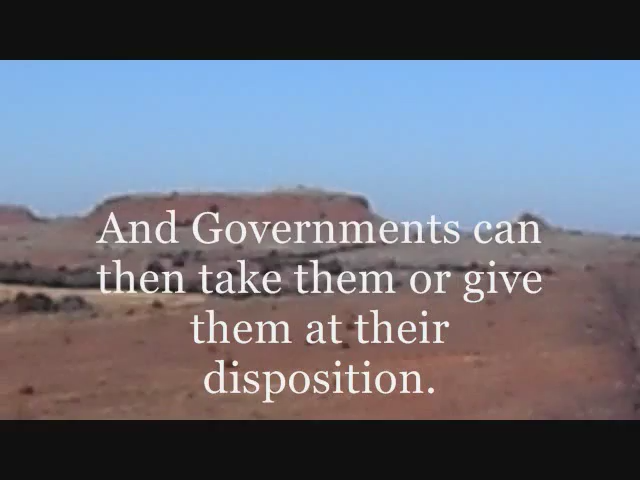 And Governments can
then take them or give
them at their
disposition.